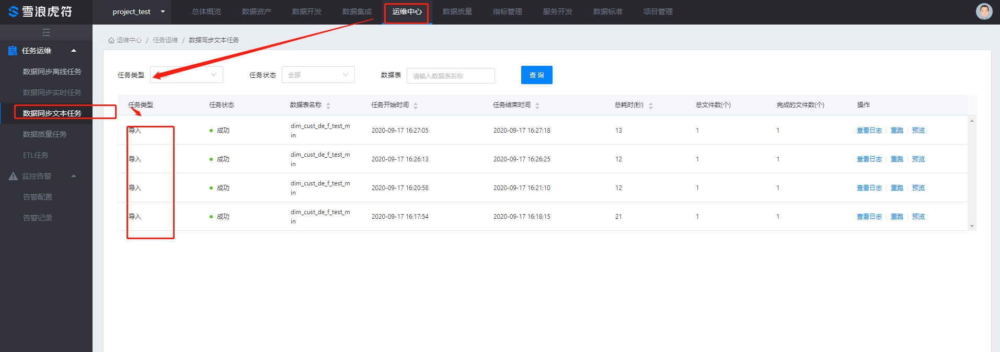 雪浪虎符
project_test
总体概览
数据资产
数据开发
数据集成
运维中心
数据质量
指标管理
服务开发
数据标准
项目管理
任务运维
数据同步离线任务
数据同步实时任务
数据同步文本任务
数据质量任务
ETL任务
监控告警
告警配置
告警记录
运维中心 / 任务运维 / 数据同步文本任务
任务类型
任务状态 全部
数据表 请输入数据表名称
查 询
任务类型 任务状态 数据表名称 任务开始时间 任务结束时间 总耗时(秒) 总文件数(个) 完成的文件数(个) 操作
导入 成功 dim_cust_de_f_test_m
in
2020-09-17 16:27:05 2020-09-17 16:27:18 13 1 1 查看日志 重跑 预览
导入 成功 dim_cust_de_f_test_m
in
2020-09-17 16:26:13 2020-09-17 16:26:25 12 1 1 查看日志 重跑 预览
导入 成功 dim_cust_de_f_test_m
in
2020-09-17 16:20:58 2020-09-17 16:21:10 12 1 1 查看日志 重跑 预览
导入 成功 dim_cust_de_f_test_m
in
2020-09-17 16:17:54 2020-09-17 16:18:15 21 1 1 查看日志 重跑 预览